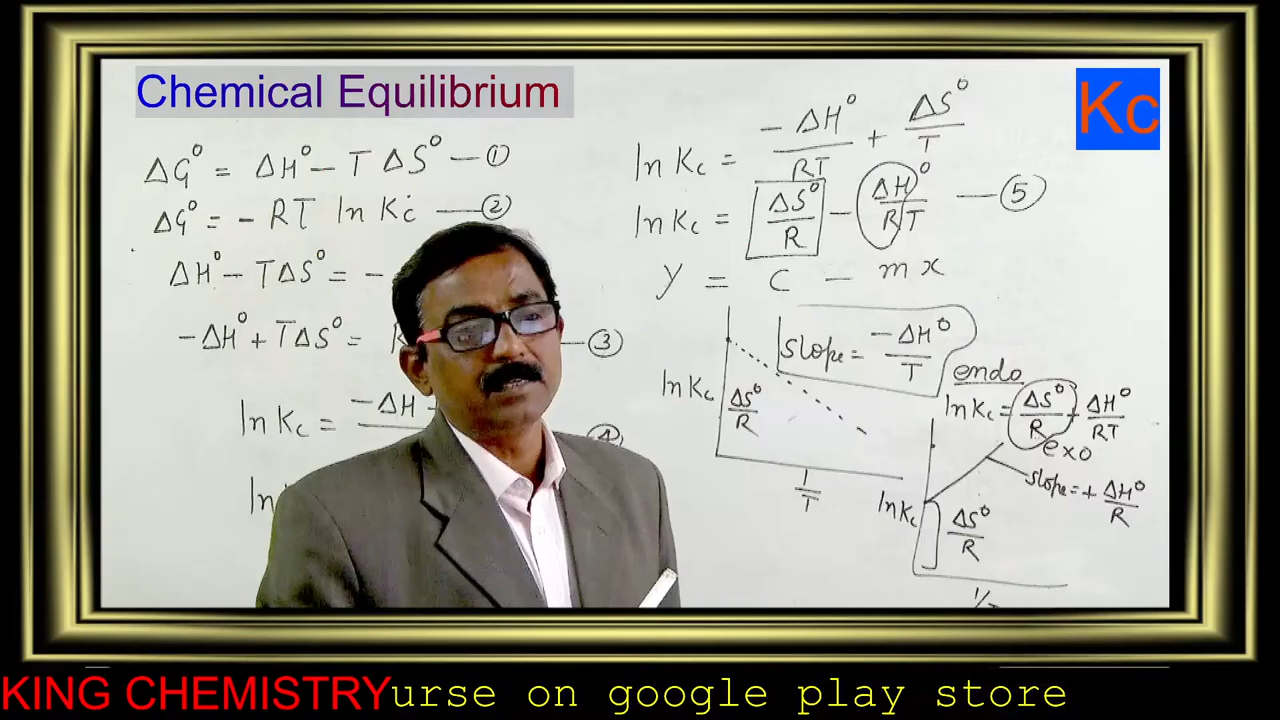 Chemical Equilibrium
Kc
ΔG° = ΔH° – TΔS° — ①
ΔG° = - RT ln Kc — ②
ΔH° - TΔS° = -
-ΔH° + TΔS° = R — ③
ln Kc = -ΔH - — ④
ln
ln Kc = -ΔH°/RT + ΔS°/T
ln Kc = ΔS°/R - ΔH°/RT — ⑤
y = c - mx
slope = -ΔH°/T
ln Kc
ΔS°/R
1/T
endo
ln Kc = ΔS°/R + ΔH°/RT
exo
slope = + ΔH°/R
ln Kc
ΔS°/R
KING CHEMISTRY urse on google play store